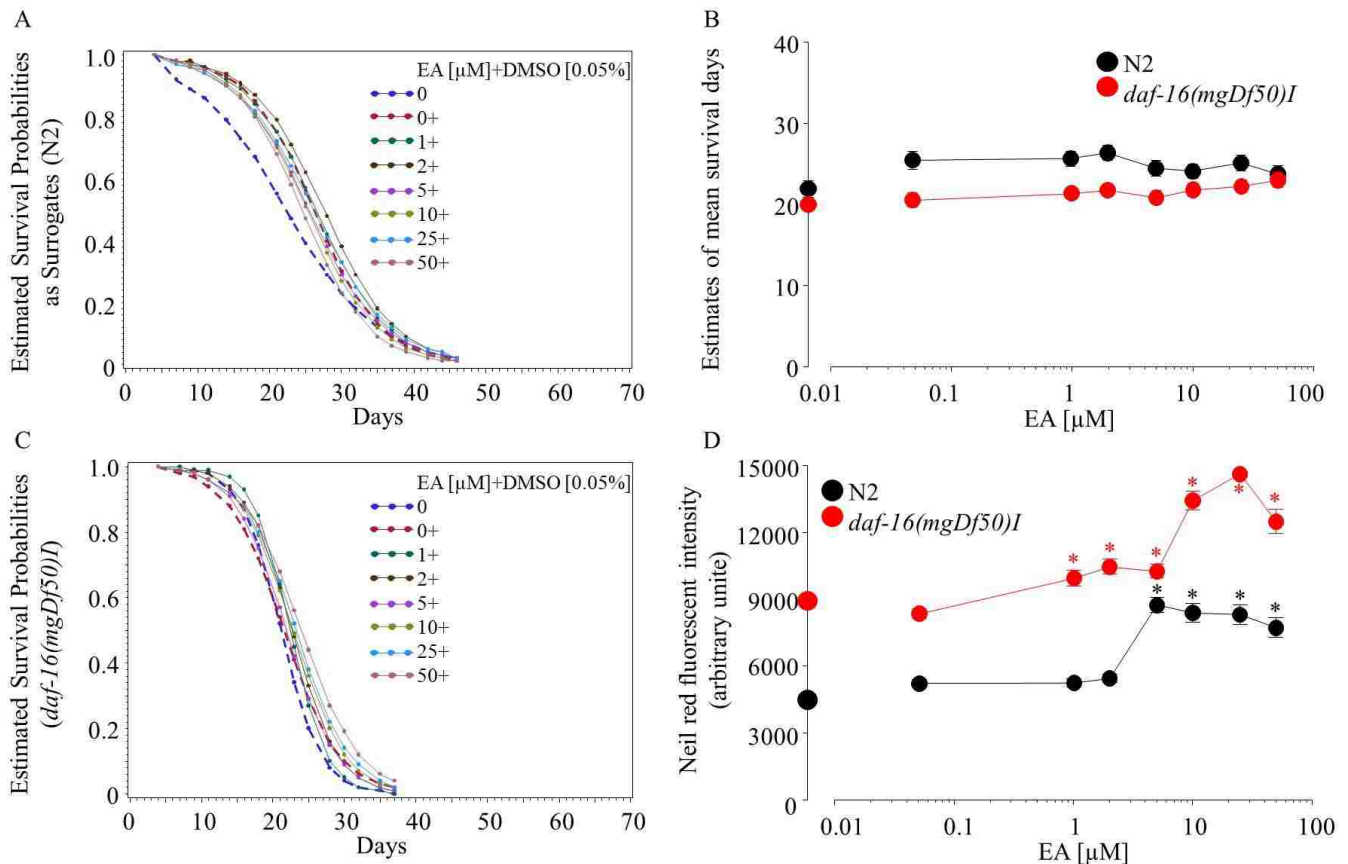 A
Estimated Survival Probabilities
as Surrogates (N2)
1.0
0.8
0.6
0.4
0.2
0
EA [µM]+DMSO [0.05%]
0
0+
1+
2+
5+
10+
25+
50+
0 10 20 30 40 50 60 70
Days
B
Estimates of mean survival days
40
30
20
10
0
N2
daf-16(mgDf50)I
0.01 0.1 1 10 100
EA [µM]
C
Estimated Survival Probabilities
(daf-16(mgDf50)I
1.0
0.8
0.6
0.4
0.2
0
EA [µM]+DMSO [0.05%]
0
0+
1+
2+
5+
10+
25+
50+
0 10 20 30 40 50 60 70
Days
D
Neil red fluorescent intensity
(arbitrary unite)
15000
12000
9000
6000
3000
0
N2
daf-16(mgDf50)I
* * * * * *
* * * *
0.01 0.1 1 10 100
EA [µM]